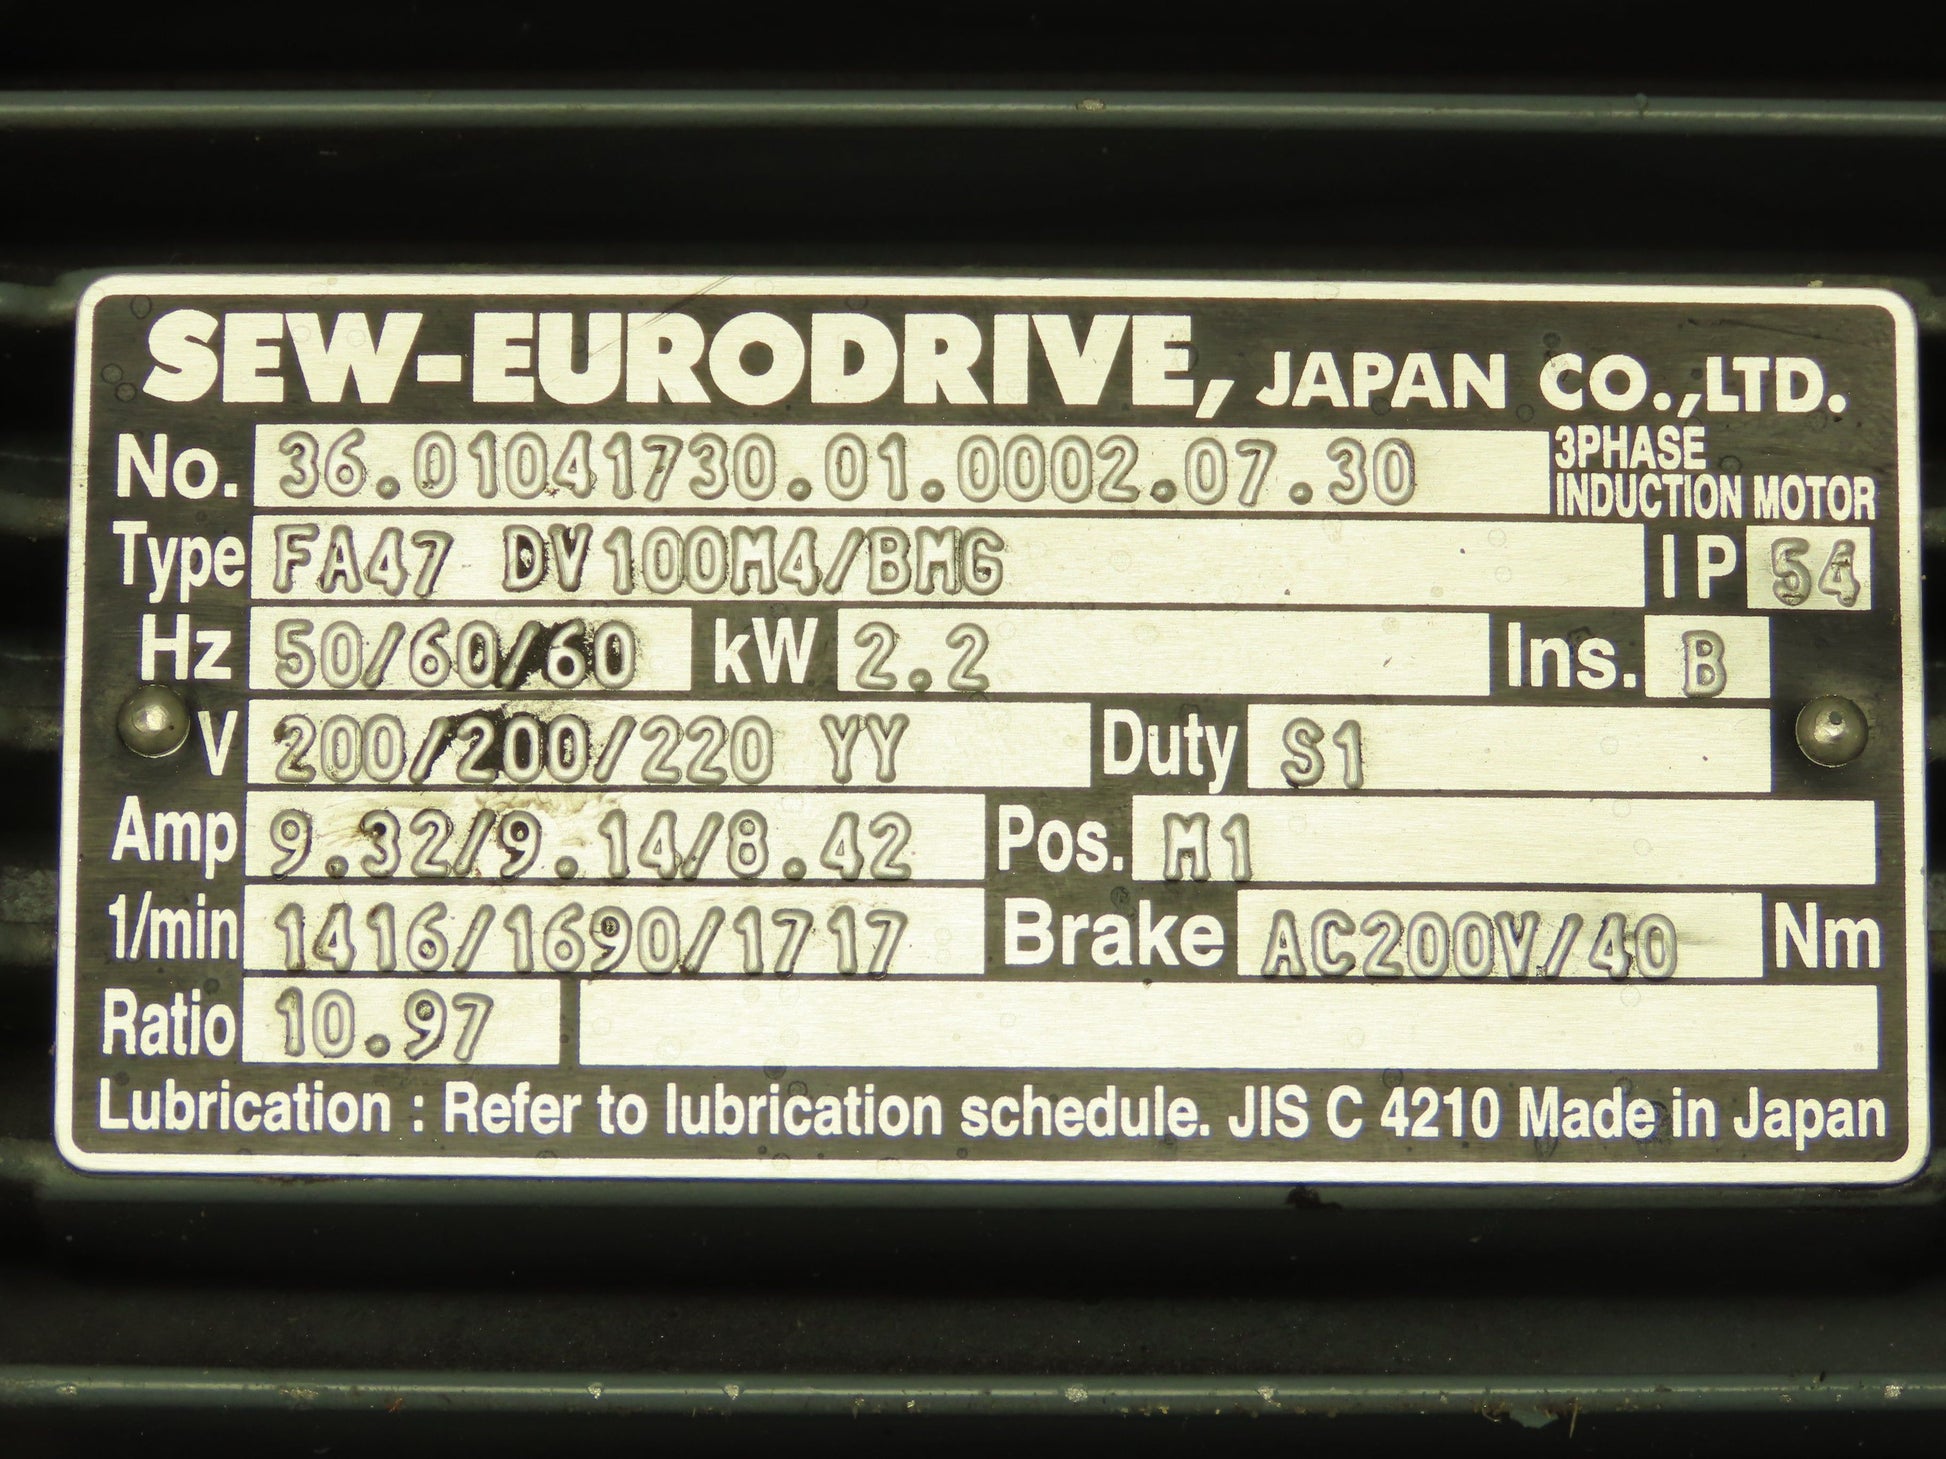 SEW-EURODRIVE, JAPAN CO.,LTD.
No. 36.01041730.01.0002.07.30 3PHASE INDUCTION MOTOR
Type FA47 DV100M4/BMG IP 54
Hz 50/60/60 kW 2.2 Ins. B
V 200/200/220 YY Duty S1
Amp 9.32/9.14/8.42 Pos. M1
1/min 1416/1690/1717 Brake AC200V/40 Nm
Ratio 10.97
Lubrication : Refer to lubrication schedule. JIS C 4210 Made in Japan